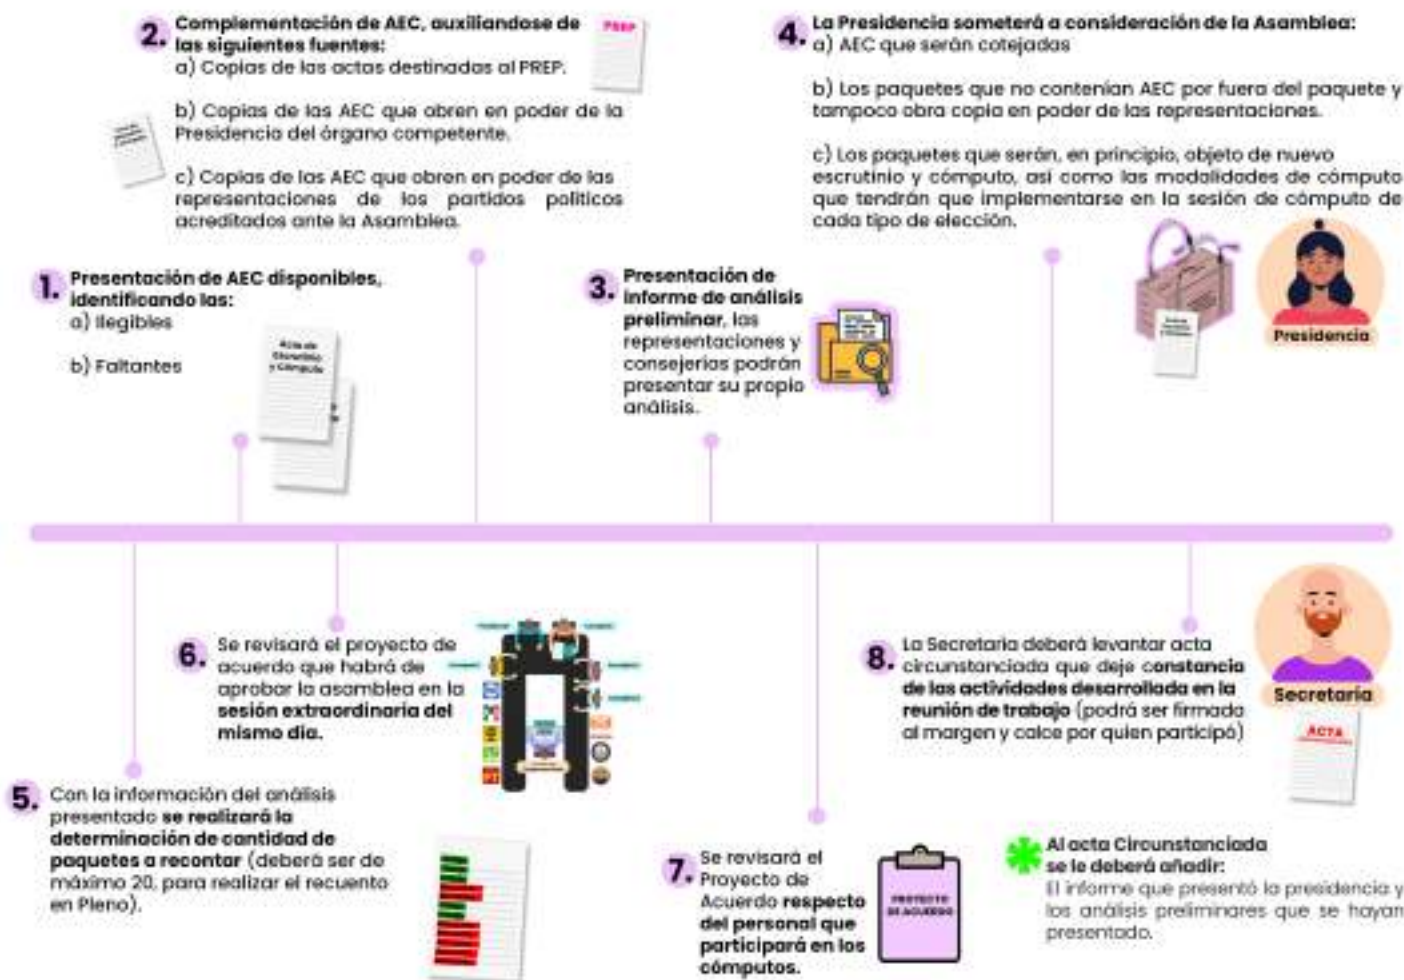 1. Presentación de AEC disponibles,
identificando las:
a) Ilegibles
b) Faltantes
Acta de
Escrutinio
y Cómputo
2. Complementación de AEC, auxiliandose de
las siguientes fuentes:
a) Copias de las actas destinadas al PREP.
b) Copias de las AEC que obren en poder de la
Presidencia del órgano competente.
c) Copias de las AEC que obren en poder de las
representaciones de los partidos políticos
acreditados ante la Asamblea.
PREP
3. Presentación de
informe de análisis
preliminar, las
representaciones y
consejerías podrán
presentar su propio
análisis.
4. La Presidencia someterá a consideración de la Asamblea:
a) AEC que serán cotejadas
b) Los paquetes que no contenían AEC por fuera del paquete y
tampoco obra copia en poder de las representaciones.
c) Los paquetes que serán, en principio, objeto de nuevo
escrutinio y cómputo, así como las modalidades de cómputo
que tendrán que implementarse en la sesión de cómputo de
cada tipo de elección.
Presidencia
5. Con la información del análisis
presentado se realizará la
determinación de cantidad de
paquetes a recontar (deberá ser de
máximo 20, para realizar el recuento
en Pleno).
6. Se revisará el proyecto de
acuerdo que habrá de
aprobar la asamblea en la
sesión extraordinaria del
mismo día.
PT
7. Se revisará el
Proyecto de
Acuerdo respecto
del personal que
participará en los
cómputos.
PROYECTO
DE ACUERDO
8. La Secretaría deberá levantar acta
circunstanciada que deje constancia
de las actividades desarrollada en la
reunión de trabajo (podrá ser firmada
al margen y calce por quien participó)
Secretaría
ACTA
Al acta Circunstanciada
se le deberá añadir:
El informe que presentó la presidencia y
los análisis preliminares que se hayan
presentado.